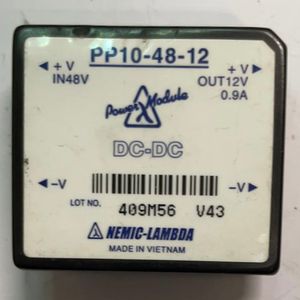 PP10-48-12
+V
IN48V
+V
OUT12V
0.9A
Power Module
DC-DC
-V
-V
LOT NO. 409M56 V43
NEMIC-LAMBDA
MADE IN VIETNAM